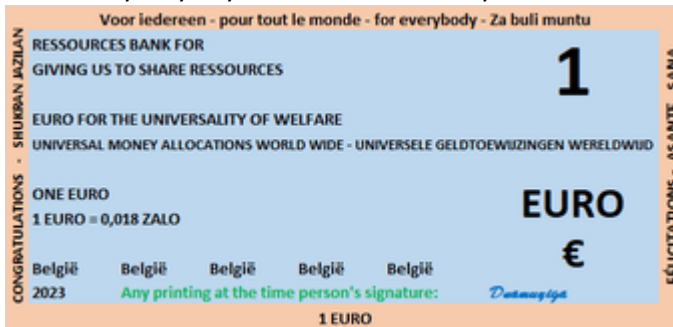 Voor iedereen - pour tout le monde - for everybody - Za buli muntu
CONGRATULATIONS - SHUKRAN JAZILAN
RESSOURCES BANK FOR
GIVING US TO SHARE RESSOURCES
1
EURO FOR THE UNIVERSALITY OF WELFARE
UNIVERSAL MONEY ALLOCATIONS WORLD WIDE - UNIVERSELE GELDTOEWIJZINGEN WERELDWIJD
ONE EURO
1 EURO = 0,018 ZALO
EURO
€
België België België België België
2023 Any printing at the time person's signature:
FÉLICITATIONS - ASANTE - SANA
1 EURO